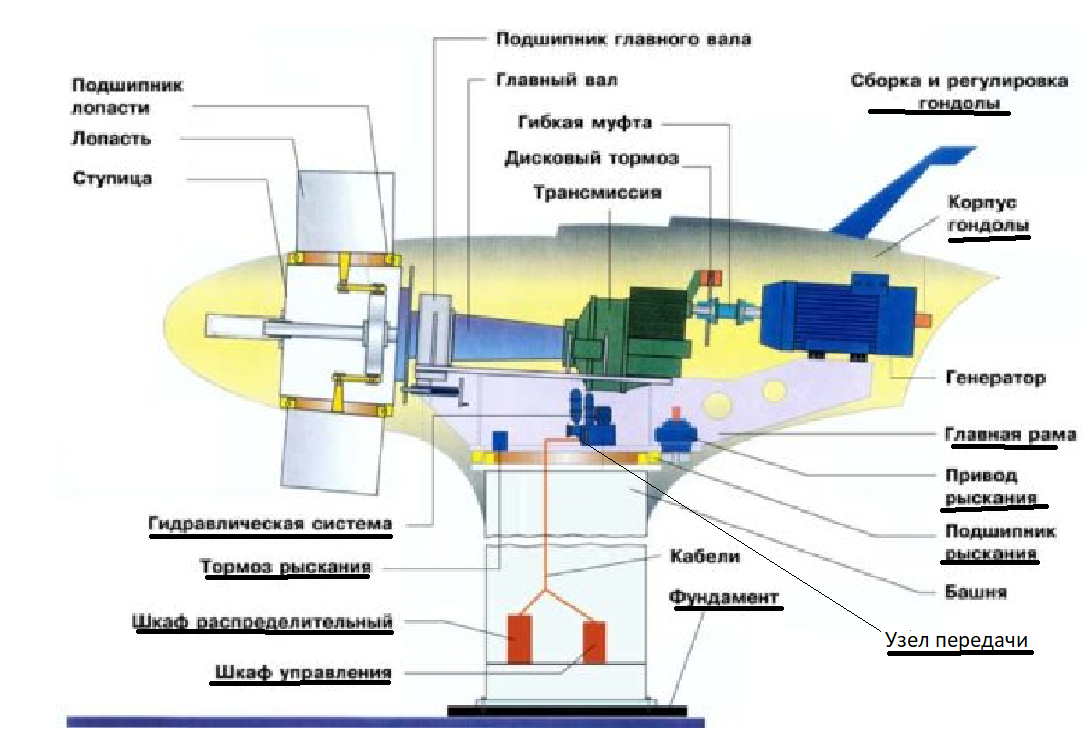 Подшипник главного вала
Главный вал
Гибкая муфта
Дисковый тормоз
Трансмиссия
Сборка и регулировка
гондолы
Подшипник
лопасти
Лопасть
Ступица
Корпус
гондолы
Генератор
Главная рама
Привод
рыскания
Подшипник
рыскания
Башня
Узел передачи
Гидравлическая система
Тормоз рыскания
Кабели
Фундамент
Шкаф распределительный
Шкаф управления